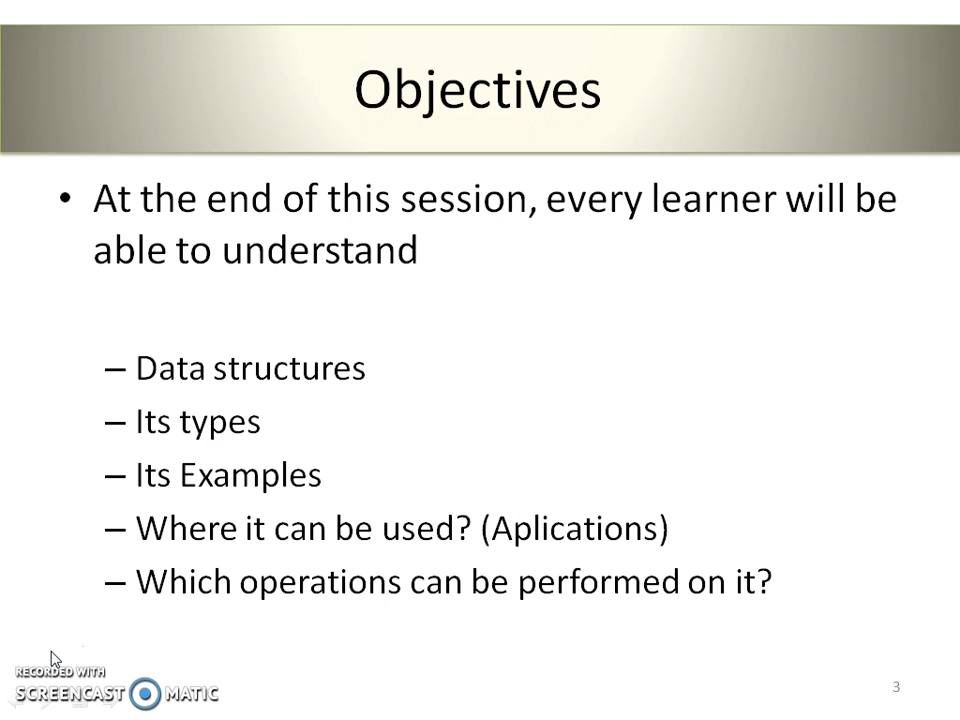 Objectives
• At the end of this session, every learner will be
able to understand
– Data structures
– Its types
– Its Examples
– Where it can be used? (Aplications)
– Which operations can be performed on it?
RECORDED WITH
SCREENCAST MATIC
3